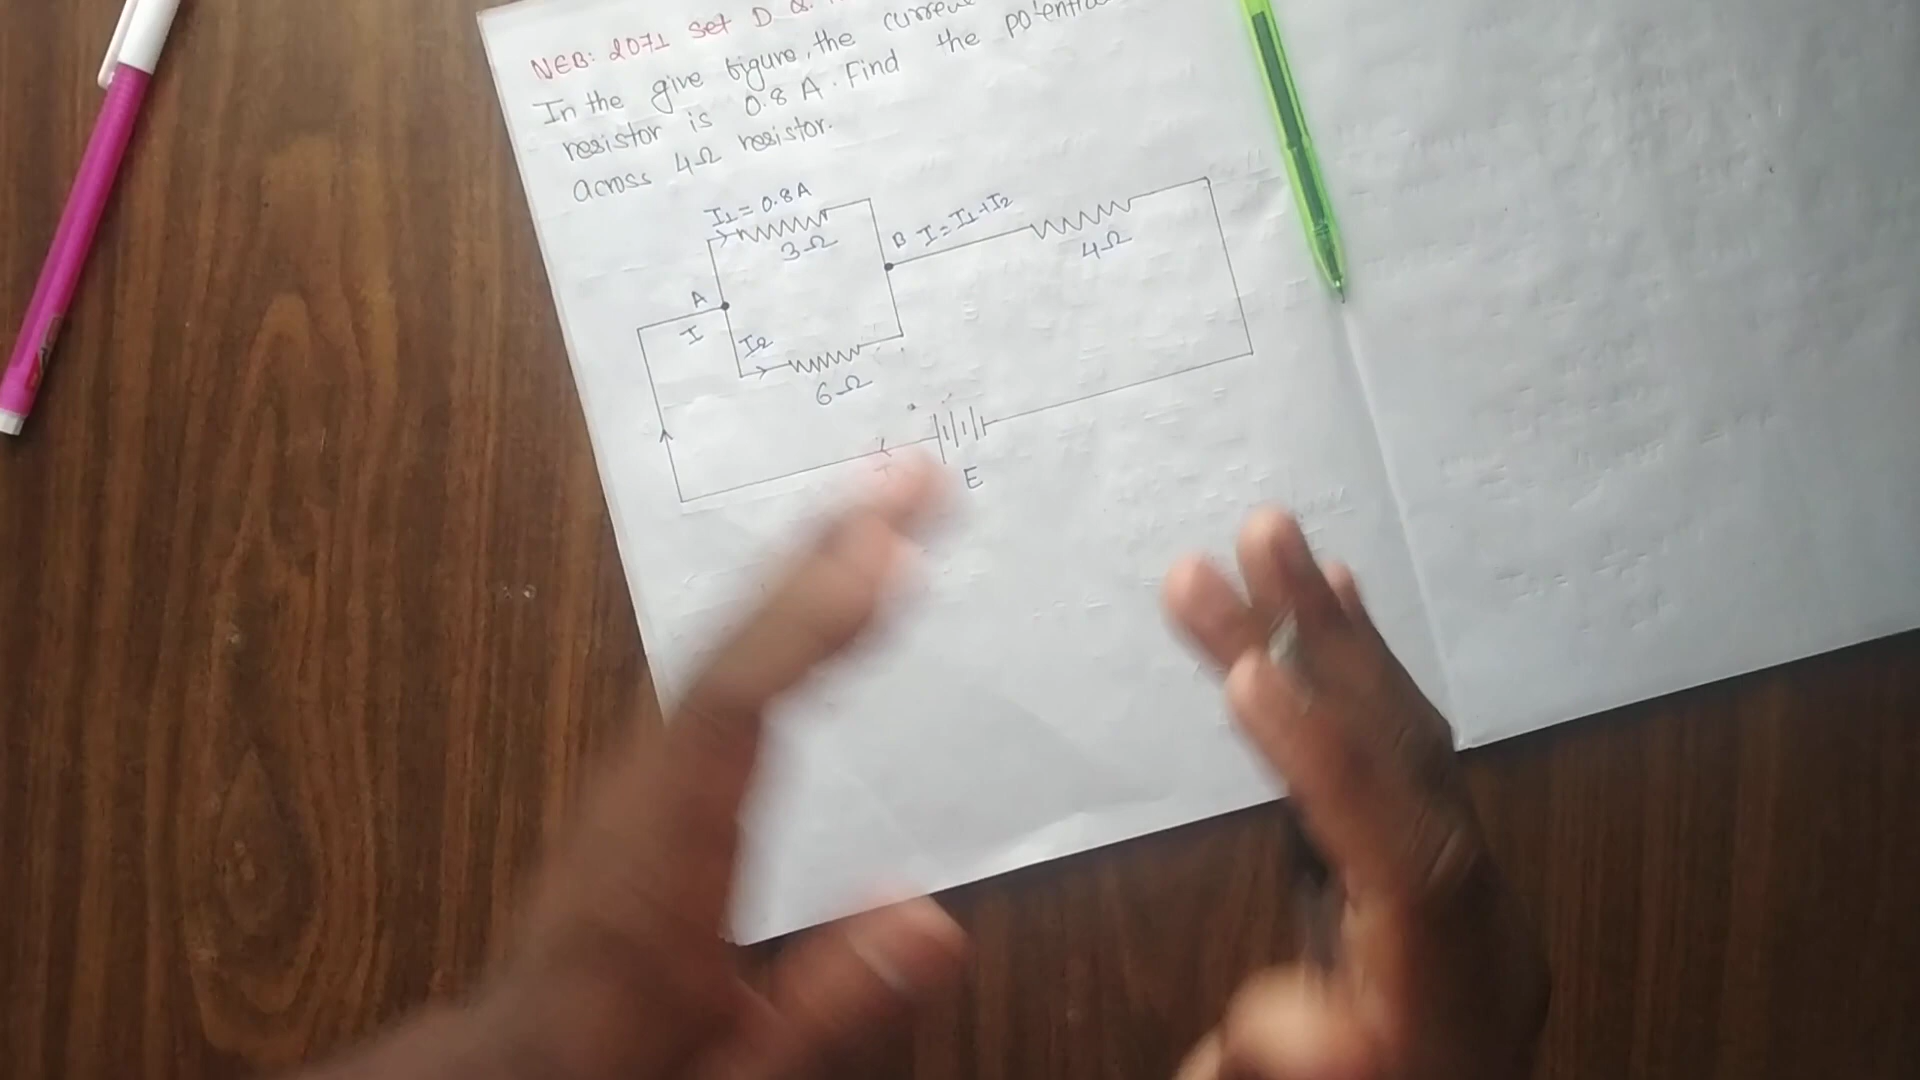 NEB: 2071 Set D Q.
In the give figure, the
resistor is 0.8 A. Find the
across 4Ω resistor.
I1 = 0.8A
3Ω
B I = I1+I2
4Ω
A
I
I2
6Ω
E